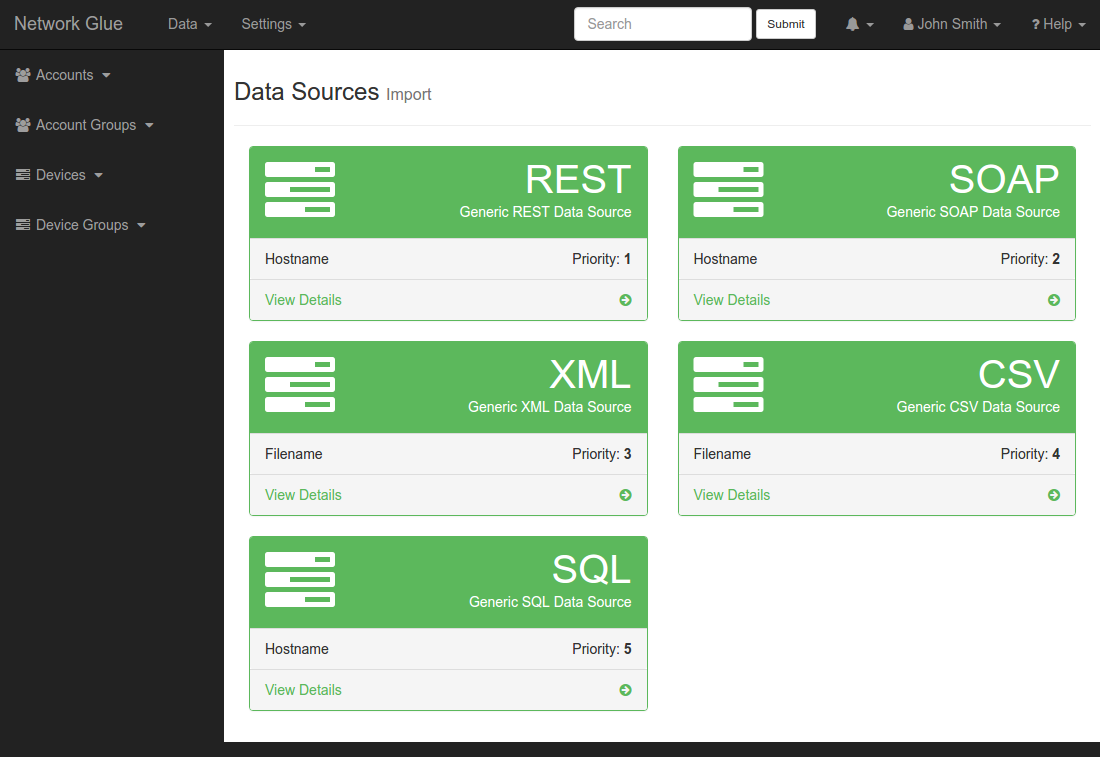 Network Glue Data Settings Search Submit John Smith ? Help
Accounts
Account Groups
Devices
Device Groups
Data Sources Import
REST
Generic REST Data Source
Hostname Priority: 1
View Details
SOAP
Generic SOAP Data Source
Hostname Priority: 2
View Details
XML
Generic XML Data Source
Filename Priority: 3
View Details
CSV
Generic CSV Data Source
Filename Priority: 4
View Details
SQL
Generic SQL Data Source
Hostname Priority: 5
View Details